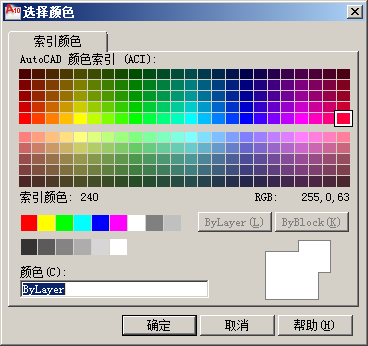 选择颜色
索引颜色
AutoCAD 颜色索引 (ACI):
索引颜色: 240
RGB: 255,0,63
ByLayer(L)
ByBlock(K)
颜色(C):
ByLayer
确定
取消
帮助(H)